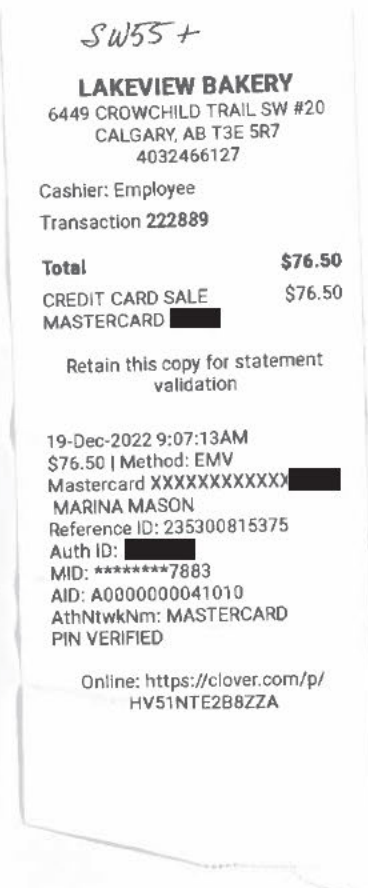 SW55+
LAKEVIEW BAKERY
6449 CROWCHILD TRAIL SW #20
CALGARY, AB T3E 5R7
4032466127
Cashier: Employee
Transaction 222889
Total $76.50
CREDIT CARD SALE $76.50
MASTERCARD
Retain this copy for statement
validation
19-Dec-2022 9:07:13AM
$76.50 | Method: EMV
Mastercard XXXXXXXXXXXX
MARINA MASON
Reference ID: 235300815375
Auth ID:
MID: ********7883
AID: A0000000041010
AthNtwkNm: MASTERCARD
PIN VERIFIED
Online: https://clover.com/p/
HV51NTE2B8ZZA